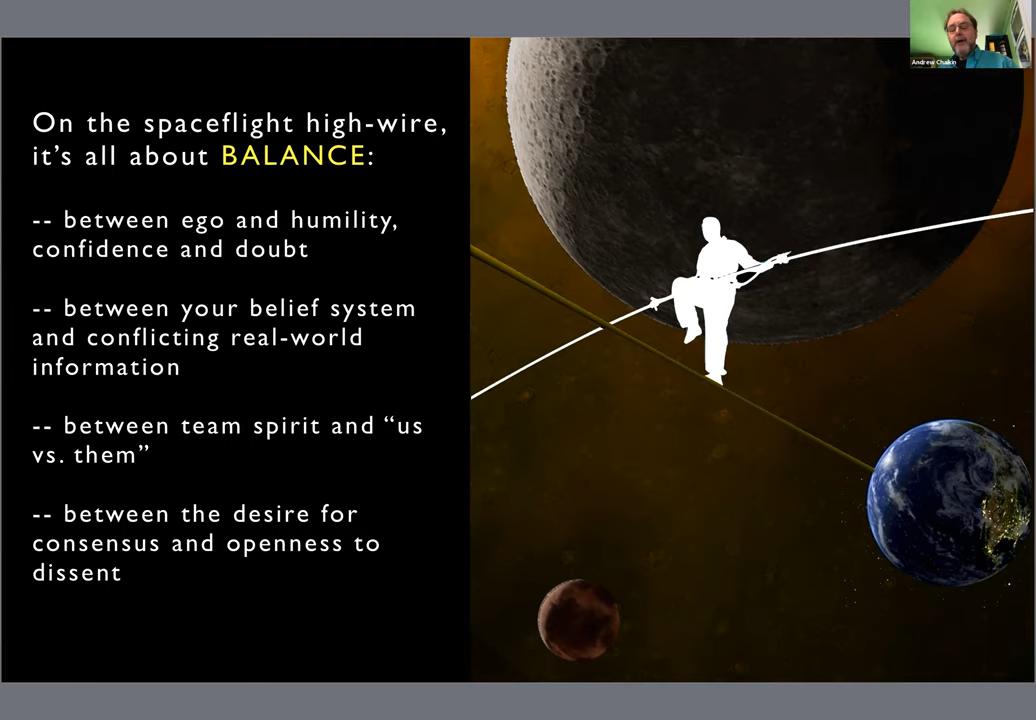 On the spaceflight high-wire,
it’s all about BALANCE:
-- between ego and humility,
confidence and doubt
-- between your belief system
and conflicting real-world
information
-- between team spirit and “us
vs. them”
-- between the desire for
consensus and openness to
dissent
Andrew Chaikin